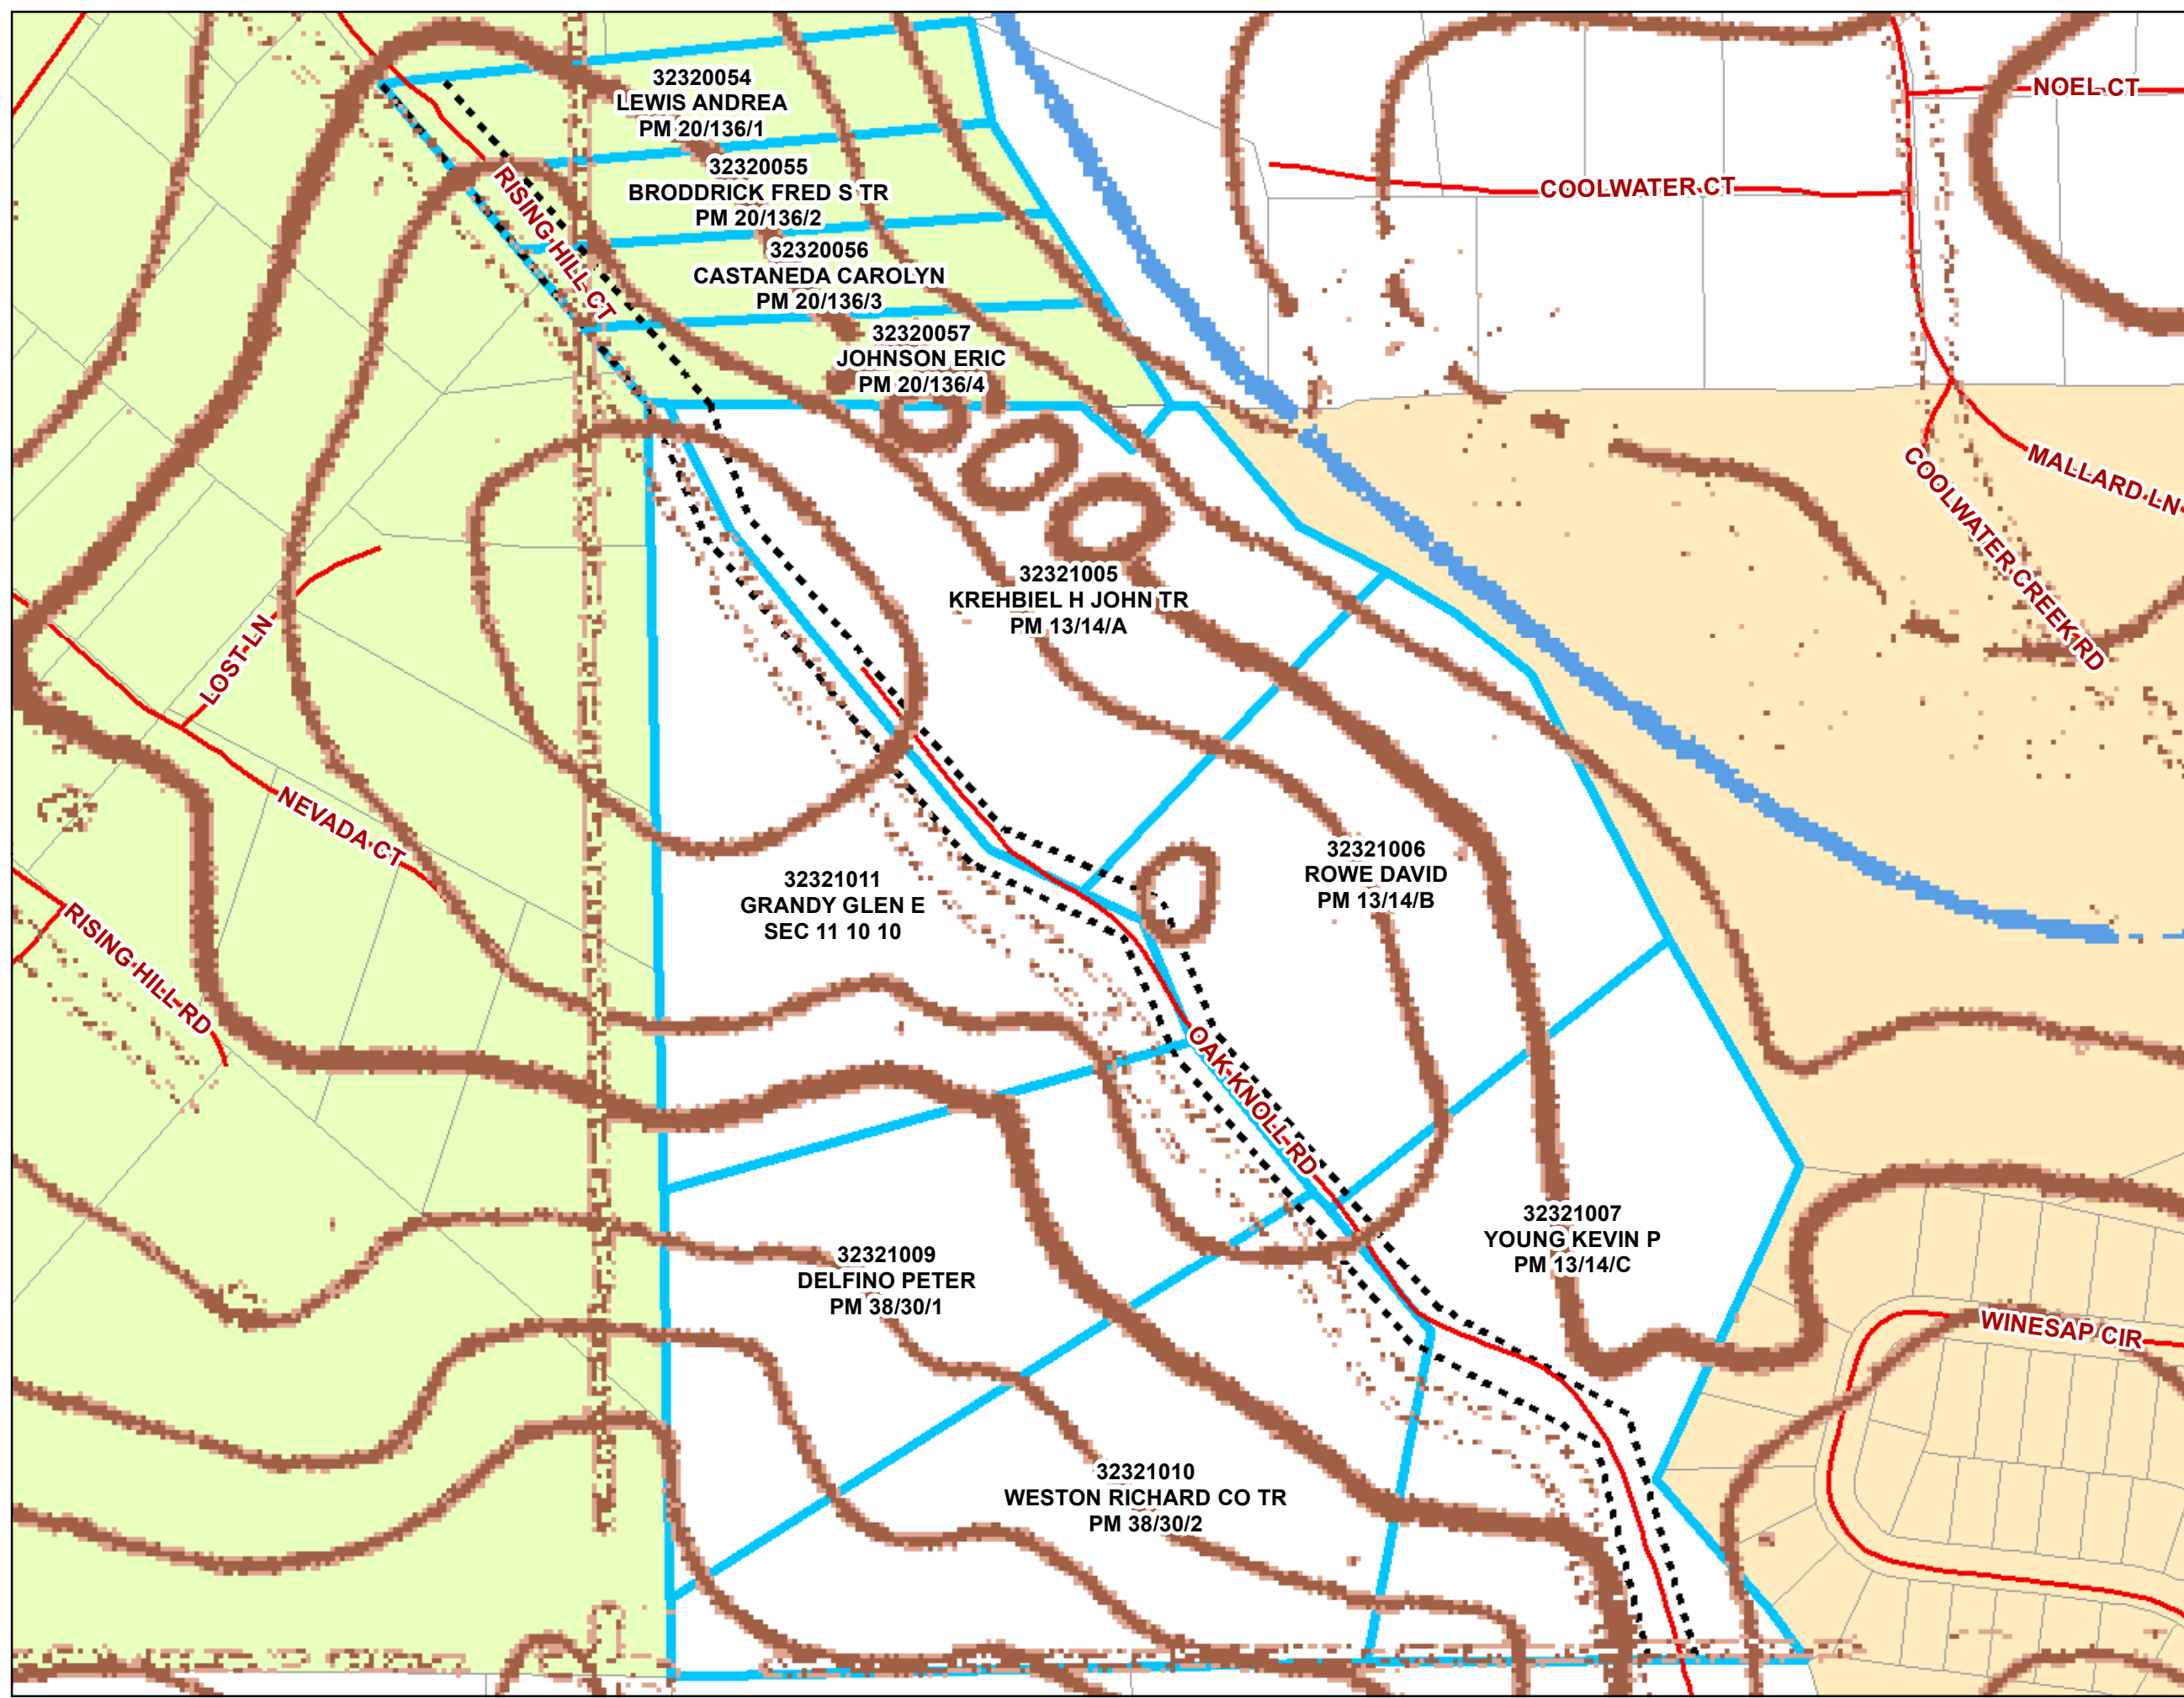 32320054
LEWIS ANDREA
PM 20/136/1
NOEL CT
32320055
BRODDRICK FRED S TR
PM 20/136/2
COOLWATER CT
RISING HILL CT
32320056
CASTANEDA CAROLYN
PM 20/136/3
32320057
JOHNSON ERIC
PM 20/136/4
MALLARD LN
COOLWATER CREEK RD
32321005
KREHBIEL H JOHN TR
PM 13/14/A
LOST LN
NEVADA CT
32321006
ROWE DAVID
PM 13/14/B
32321011
GRANDY GLEN E
SEC 11 10 10
RISING HILL RD
OAK KNOLL RD
32321007
YOUNG KEVIN P
PM 13/14/C
32321009
DELFINO PETER
PM 38/30/1
WINESAP CIR
32321010
WESTON RICHARD CO TR
PM 38/30/2